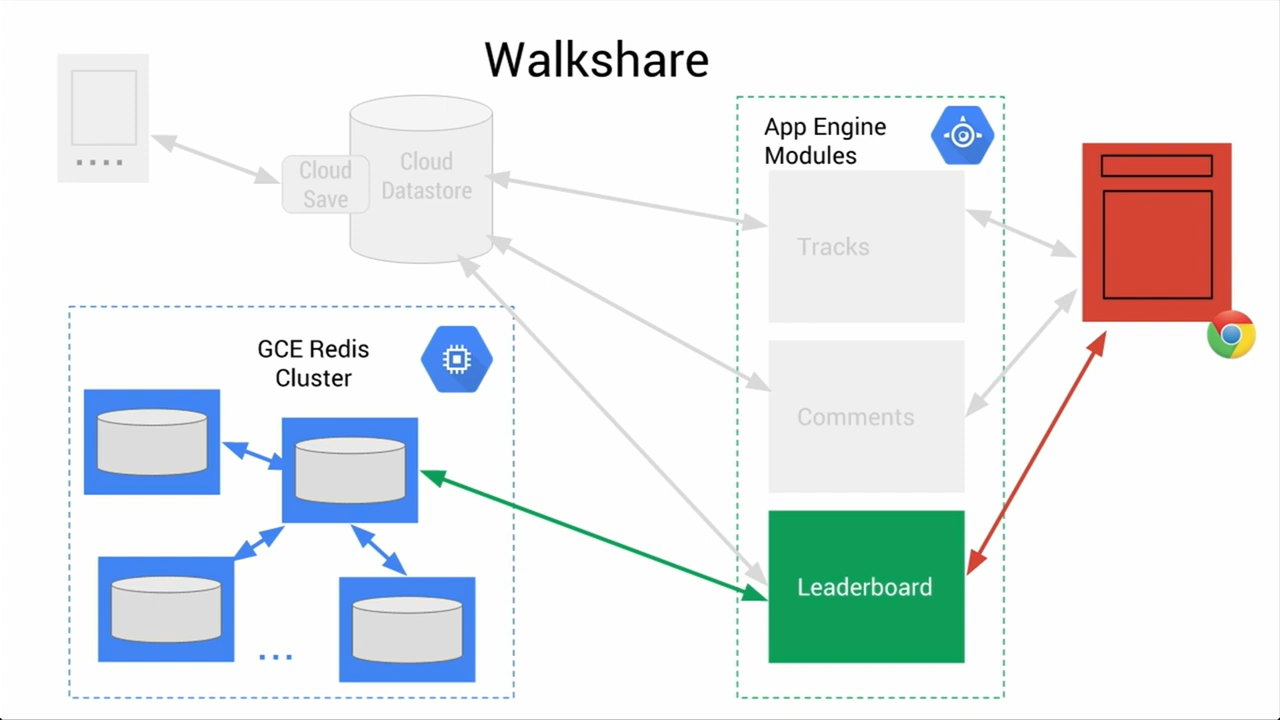 Walkshare
Cloud
Save
Cloud
Datastore
App Engine
Modules
Tracks
Comments
Leaderboard
GCE Redis
Cluster
...